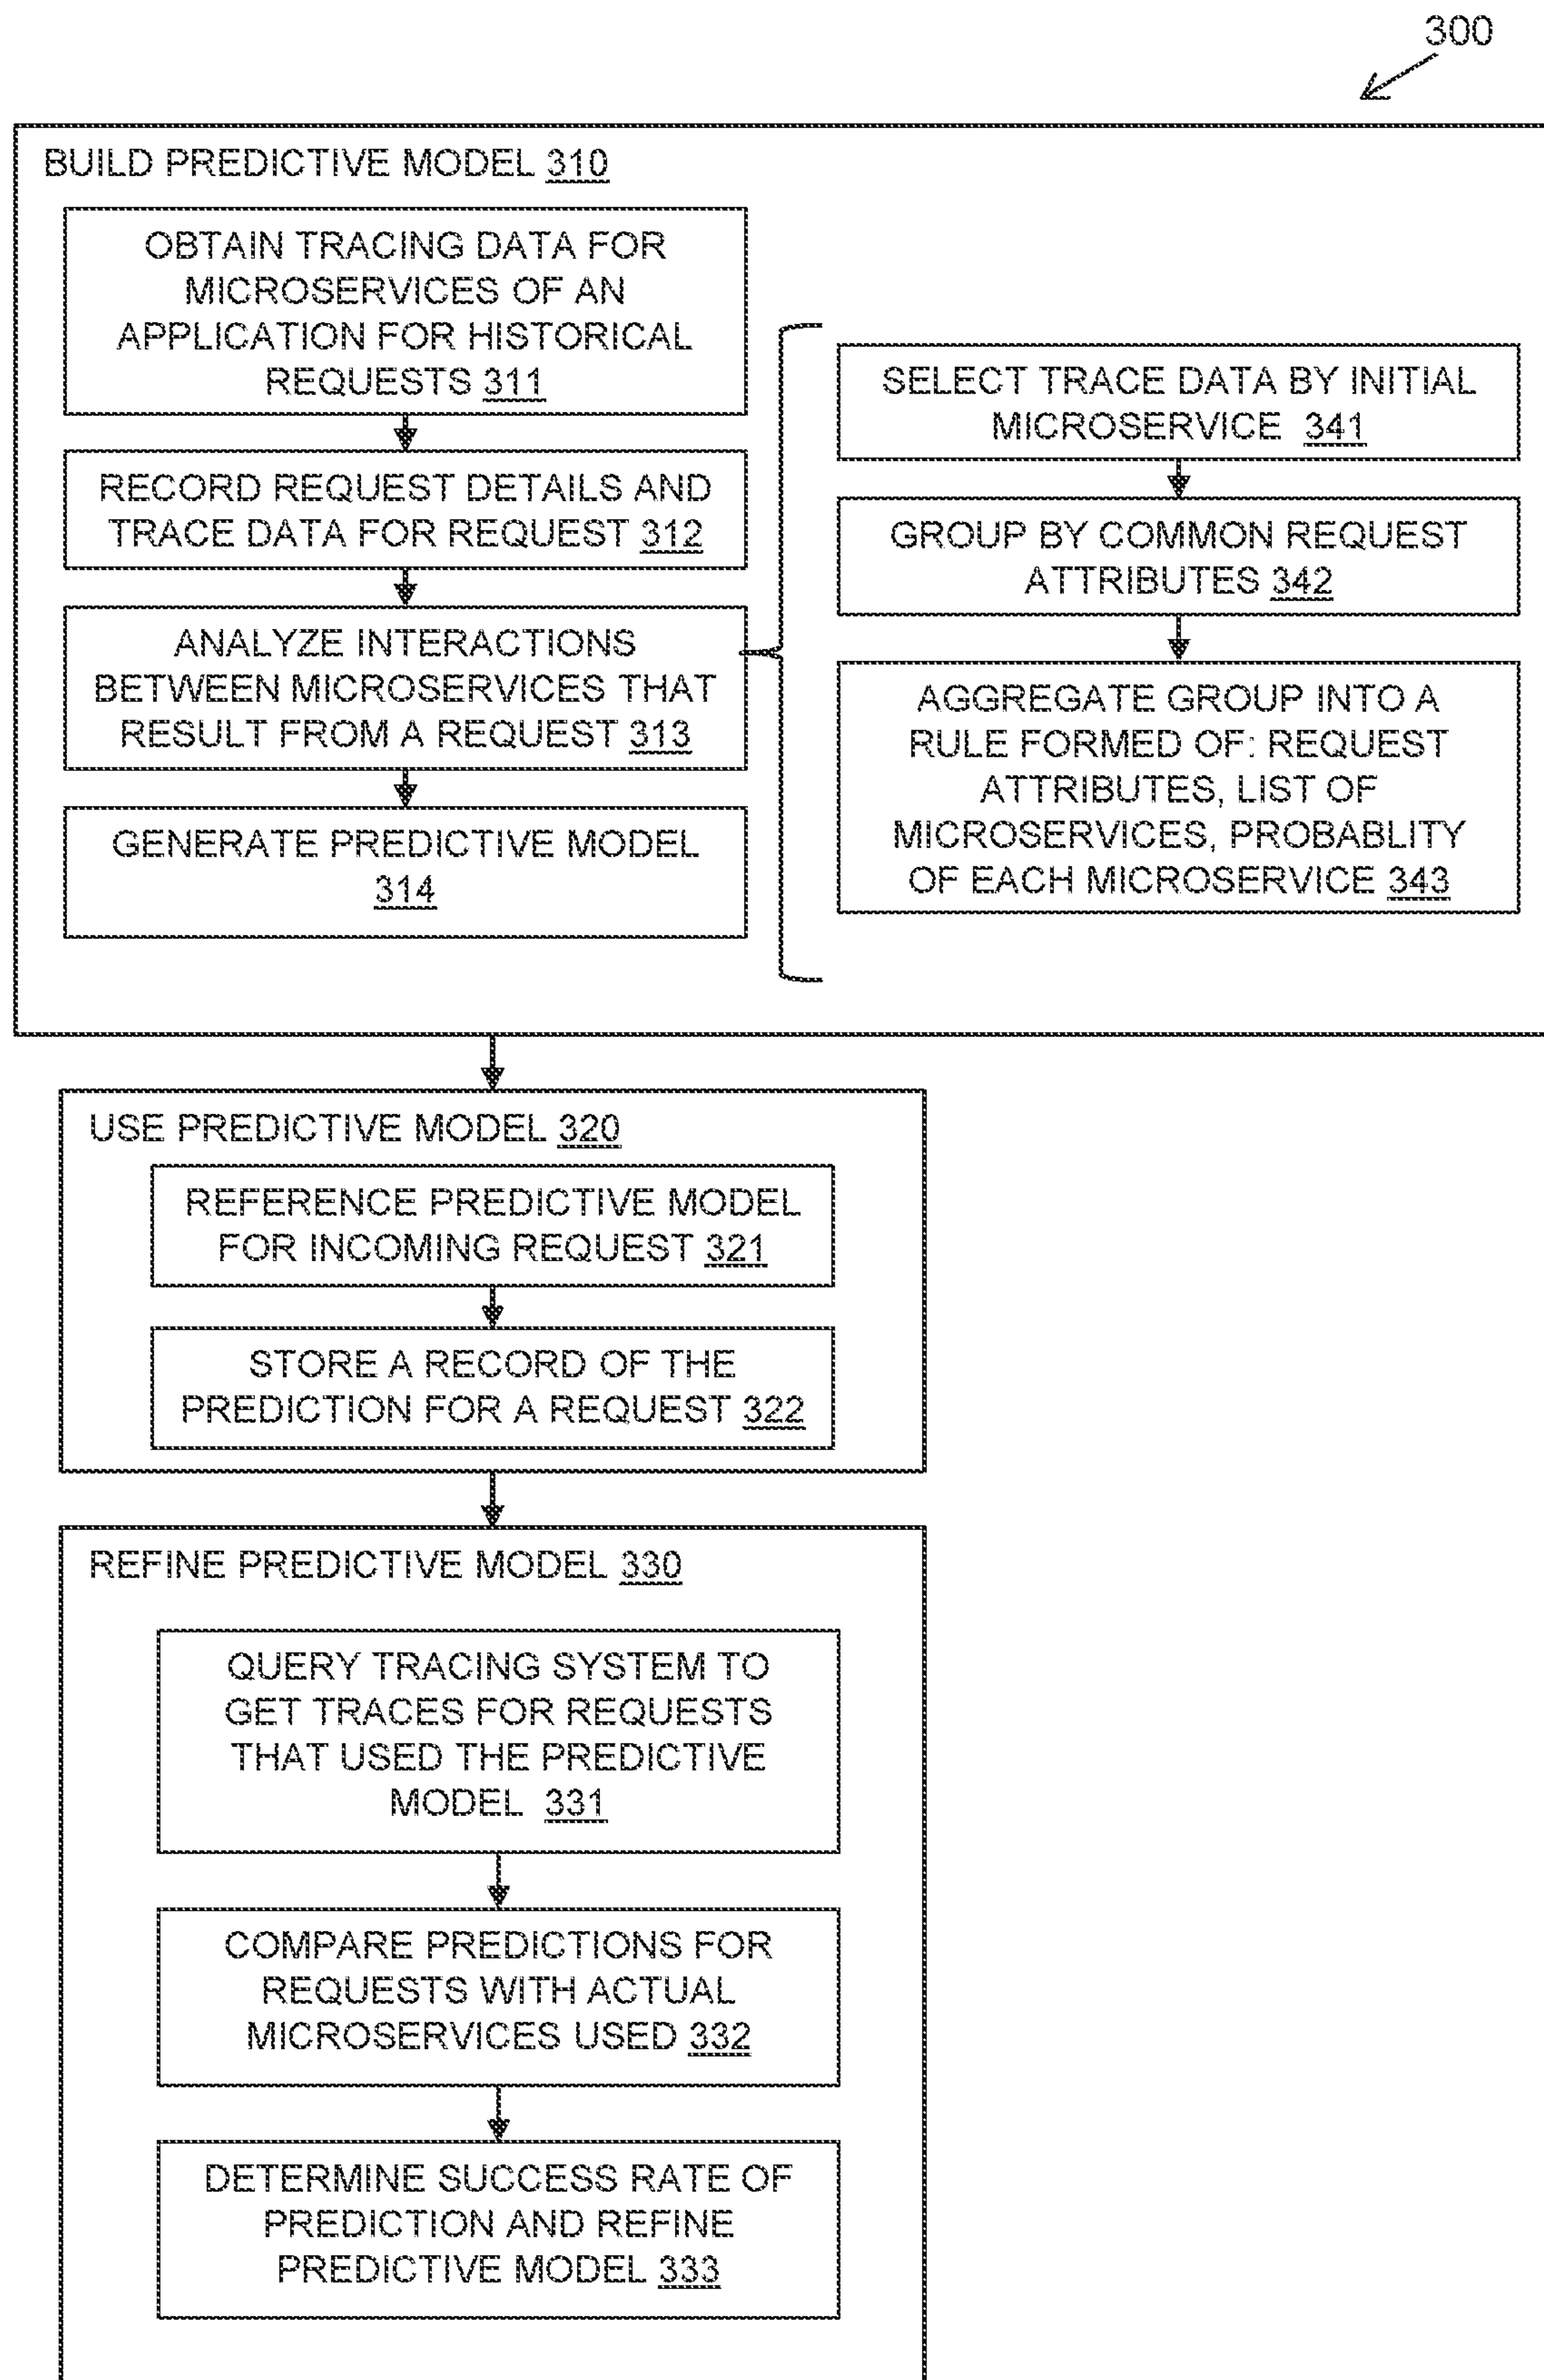 300
BUILD PREDICTIVE MODEL 310
OBTAIN TRACING DATA FOR
MICROSERVICES OF AN
APPLICATION FOR HISTORICAL
REQUESTS 311
RECORD REQUEST DETAILS AND
TRACE DATA FOR REQUEST 312
ANALYZE INTERACTIONS
BETWEEN MICROSERVICES THAT
RESULT FROM A REQUEST 313
GENERATE PREDICTIVE MODEL
314
SELECT TRACE DATA BY INITIAL
MICROSERVICE 341
GROUP BY COMMON REQUEST
ATTRIBUTES 342
AGGREGATE GROUP INTO A
RULE FORMED OF: REQUEST
ATTRIBUTES, LIST OF
MICROSERVICES, PROBABLITY
OF EACH MICROSERVICE 343
USE PREDICTIVE MODEL 320
REFERENCE PREDICTIVE MODEL
FOR INCOMING REQUEST 321
STORE A RECORD OF THE
PREDICTION FOR A REQUEST 322
REFINE PREDICTIVE MODEL 330
QUERY TRACING SYSTEM TO
GET TRACES FOR REQUESTS
THAT USED THE PREDICTIVE
MODEL 331
COMPARE PREDICTIONS FOR
REQUESTS WITH ACTUAL
MICROSERVICES USED 332
DETERMINE SUCCESS RATE OF
PREDICTION AND REFINE
PREDICTIVE MODEL 333